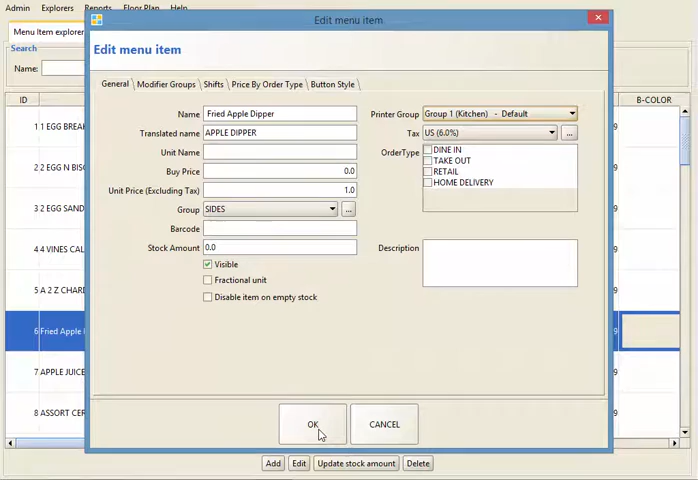 Admin Explorers Reports Floor Plan Help
Edit menu item
Menu Item explorer
Edit menu item
Search
Name:
General Modifier Groups Shifts Price By Order Type Button Style
ID B-COLOR
Name Fried Apple Dipper
Printer Group Group 1 (Kitchen) - Default
Translated name APPLE DIPPER
Tax US (6.0%) ...
Unit Name
OrderType DINE IN
TAKE OUT
RETAIL
HOME DELIVERY
Buy Price 0.0
Unit Price (Excluding Tax) 1.0
Group SIDES ...
Barcode
Stock Amount 0.0
Description
Visible
Fractional unit
Disable item on empty stock
1 1 EGG BREA
2 2 EGG N BIS
3 2 EGG SAND
4 4 VINES CAL
5 A 2 Z CHARD
6 Fried Apple
7 APPLE JUICE
8 ASSORT CER
OK CANCEL
Add Edit Update stock amount Delete